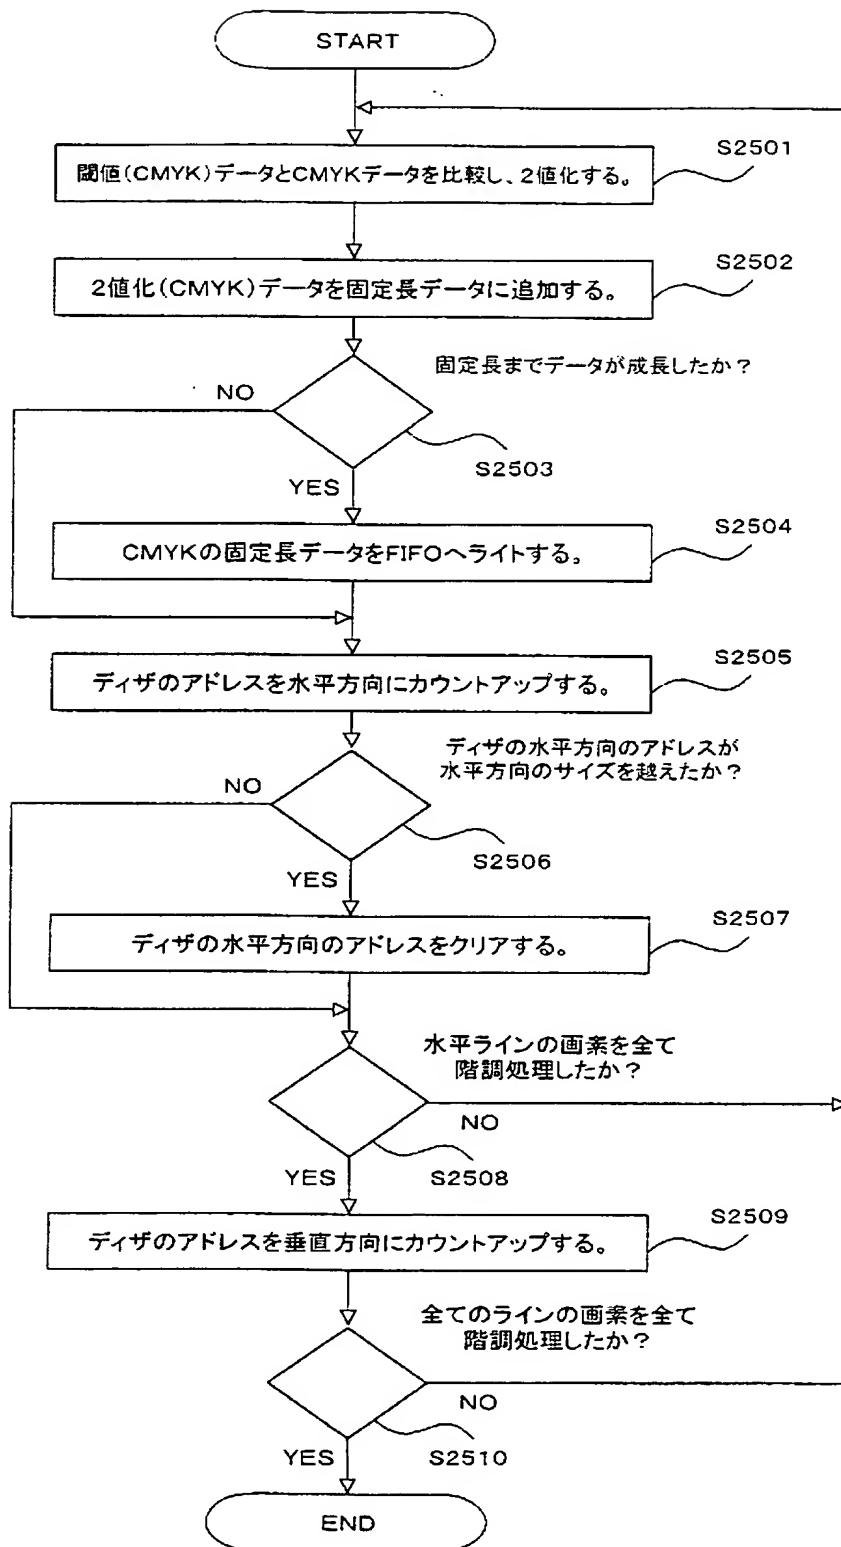 START
S2501
閾値(CMYK)データとCMYKデータを比較し、2値化する。
S2502
2値化(CMYK)データを固定長データに追加する。
固定長までデータが成長したか?
NO
S2503
YES
S2504
CMYKの固定長データをFIFOへライトする。
S2505
ディザのアドレスを水平方向にカウントアップする。
ディザの水平方向のアドレスが
水平方向のサイズを越えたか?
NO
S2506
YES
S2507
ディザの水平方向のアドレスをクリアする。
水平ラインの画素を全て
階調処理したか?
NO
YES
S2508
S2509
ディザのアドレスを垂直方向にカウントアップする。
全てのラインの画素を全て
階調処理したか?
NO
YES
S2510
END